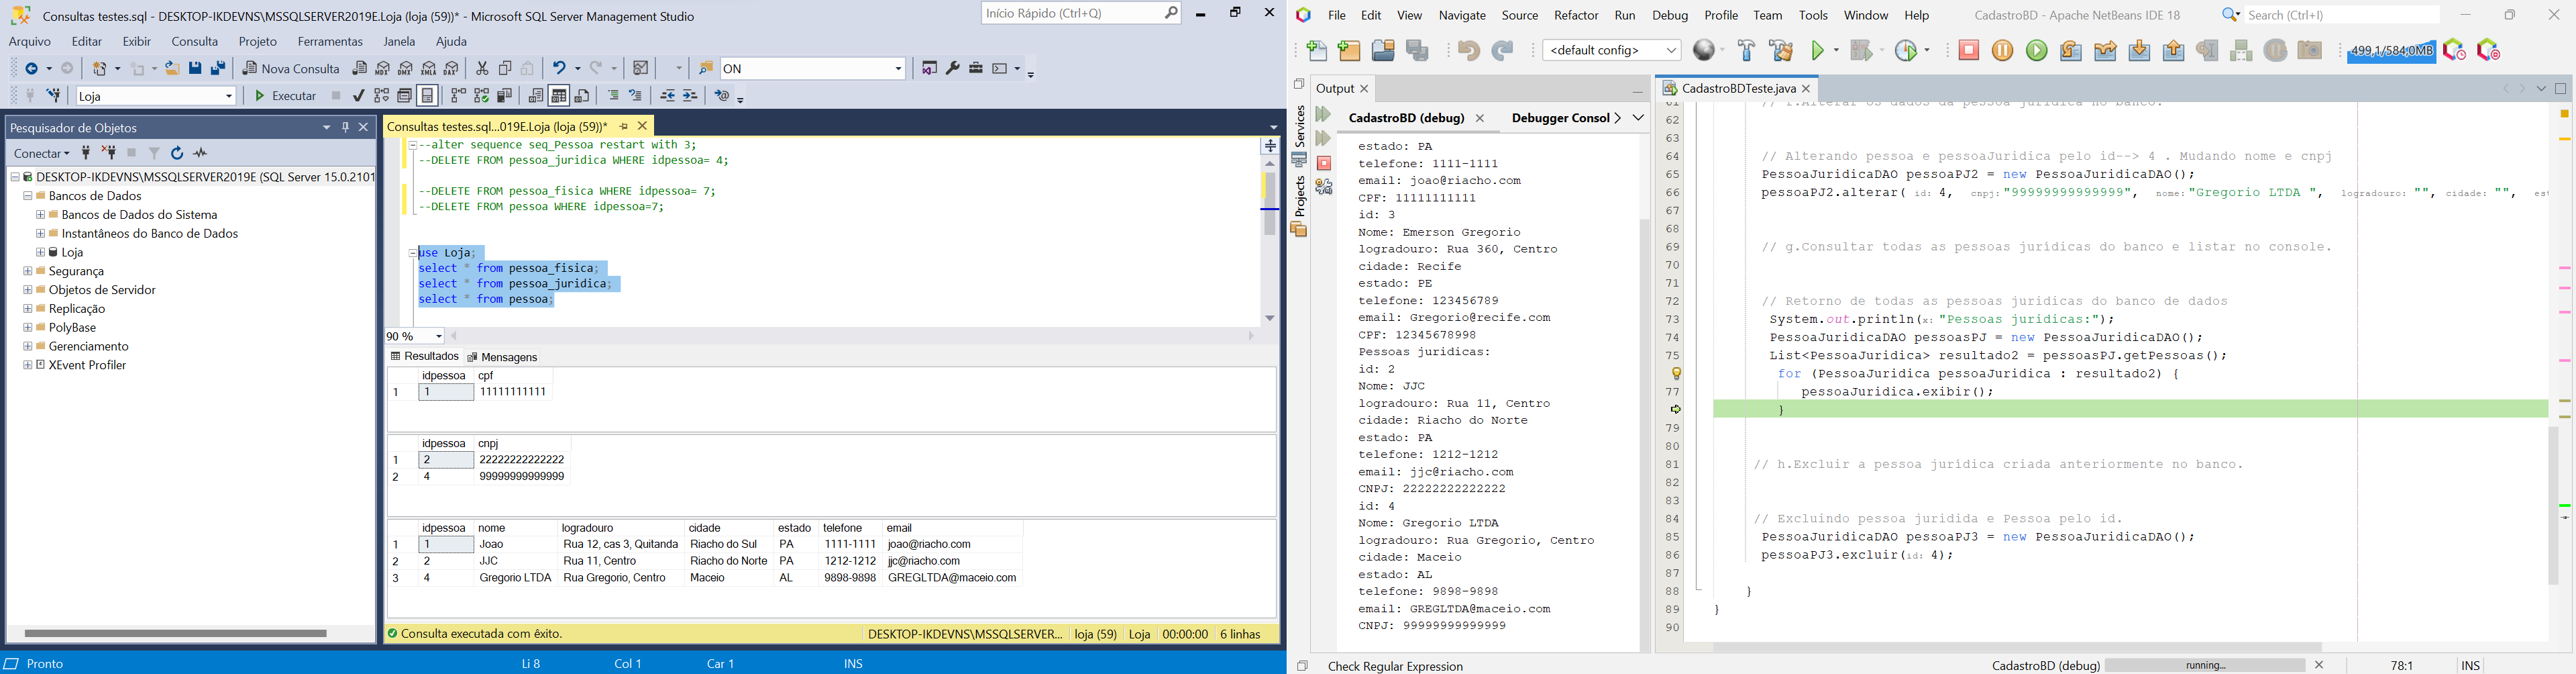 Consultas testes.sql - DESKTOP-IKDEVNS\MSSQLSERVER2019E.Loja (loja (59))* - Microsoft SQL Server Management Studio
Início Rápido (Ctrl+Q)
Arquivo Editar Exibir Consulta Projeto Ferramentas Janela Ajuda
Nova Consulta MDX DMX XMLA DAX ON
Loja Executar
Pesquisador de Objetos
Conectar
DESKTOP-IKDEVNS\MSSQLSERVER2019E (SQL Server 15.0.2101
Bancos de Dados
Bancos de Dados do Sistema
Instantâneos do Banco de Dados
Loja
Segurança
Objetos de Servidor
Replicação
PolyBase
Gerenciamento
XEvent Profiler
Consultas testes.sql...019E.Loja (loja (59))*
--alter sequence seq_Pessoa restart with 3;
--DELETE FROM pessoa_juridica WHERE idpessoa= 4;
--DELETE FROM pessoa_fisica WHERE idpessoa= 7;
--DELETE FROM pessoa WHERE idpessoa=7;
use Loja;
select * from pessoa_fisica;
select * from pessoa_juridica;
select * from pessoa;
90 %
Resultados Mensagens
idpessoa cpf
1 1 11111111111
idpessoa cnpj
1 2 22222222222222
2 4 99999999999999
idpessoa nome logradouro cidade estado telefone email
1 1 Joao Rua 12, cas 3, Quitanda Riacho do Sul PA 1111-1111 joao@riacho.com
2 2 JJC Rua 11, Centro Riacho do Norte PA 1212-1212 jjc@riacho.com
3 4 Gregorio LTDA Rua Gregorio, Centro Maceio AL 9898-9898 GREGLTDA@maceio.com
Consulta executada com êxito. DESKTOP-IKDEVNS\MSSQLSERVER... loja (59) Loja 00:00:00 6 linhas
Pronto Li 8 Col 1 Car 1 INS
File Edit View Navigate Source Refactor Run Debug Profile Team Tools Window Help CadastroBD - Apache NetBeans IDE 18 Search (Ctrl+I)
<default config> 499,1/584,0MB
Services
Projects
Output
CadastroBD (debug) Debugger Consol
estado: PA
telefone: 1111-1111
email: joao@riacho.com
CPF: 11111111111
id: 3
Nome: Emerson Gregorio
logradouro: Rua 360, Centro
cidade: Recife
estado: PE
telefone: 123456789
email: Gregorio@recife.com
CPF: 12345678998
Pessoas juridicas:
id: 2
Nome: JJC
logradouro: Rua 11, Centro
cidade: Riacho do Norte
estado: PA
telefone: 1212-1212
email: jjc@riacho.com
CNPJ: 22222222222222
id: 4
Nome: Gregorio LTDA
logradouro: Rua Gregorio, Centro
cidade: Maceio
estado: AL
telefone: 9898-9898
email: GREGLTDA@maceio.com
CNPJ: 99999999999999
CadastroBDTeste.java
61 // f.Alterar os dados da pessoa jurídica no banco.
62
63
64 // Alterando pessoa e pessoaJuridica pelo id--> 4 . Mudando nome e cnpj
65 PessoaJuridicaDAO pessoaPJ2 = new PessoaJuridicaDAO();
66 pessoaPJ2.alterar( id: 4, cnpj: "99999999999999", nome: "Gregorio LTDA ", logradouro: "", cidade: "", est
67
68
69 // g.Consultar todas as pessoas jurídicas do banco e listar no console.
70
71
72 // Retorno de todas as pessoas juridicas do banco de dados
73 System.out.println(x: "Pessoas juridicas:");
74 PessoaJuridicaDAO pessoasPJ = new PessoaJuridicaDAO();
75 List<PessoaJuridica> resultado2 = pessoasPJ.getPessoas();
for (PessoaJuridica pessoaJuridica : resultado2) {
77 pessoaJuridica.exibir();
}
79
80
81 // h.Excluir a pessoa jurídica criada anteriormente no banco.
82
83
84 // Excluindo pessoa juridida e Pessoa pelo id.
85 PessoaJuridicaDAO pessoaPJ3 = new PessoaJuridicaDAO();
86 pessoaPJ3.excluir(id: 4);
87
88 }
89 }
90
Check Regular Expression CadastroBD (debug) running... 78:1 INS